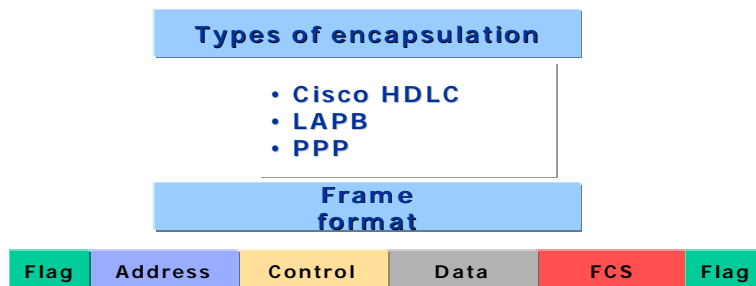 Types of encapsulation
• Cisco HDLC
• LAPB
• PPP
Frame
format
Flag Address Control Data FCS Flag